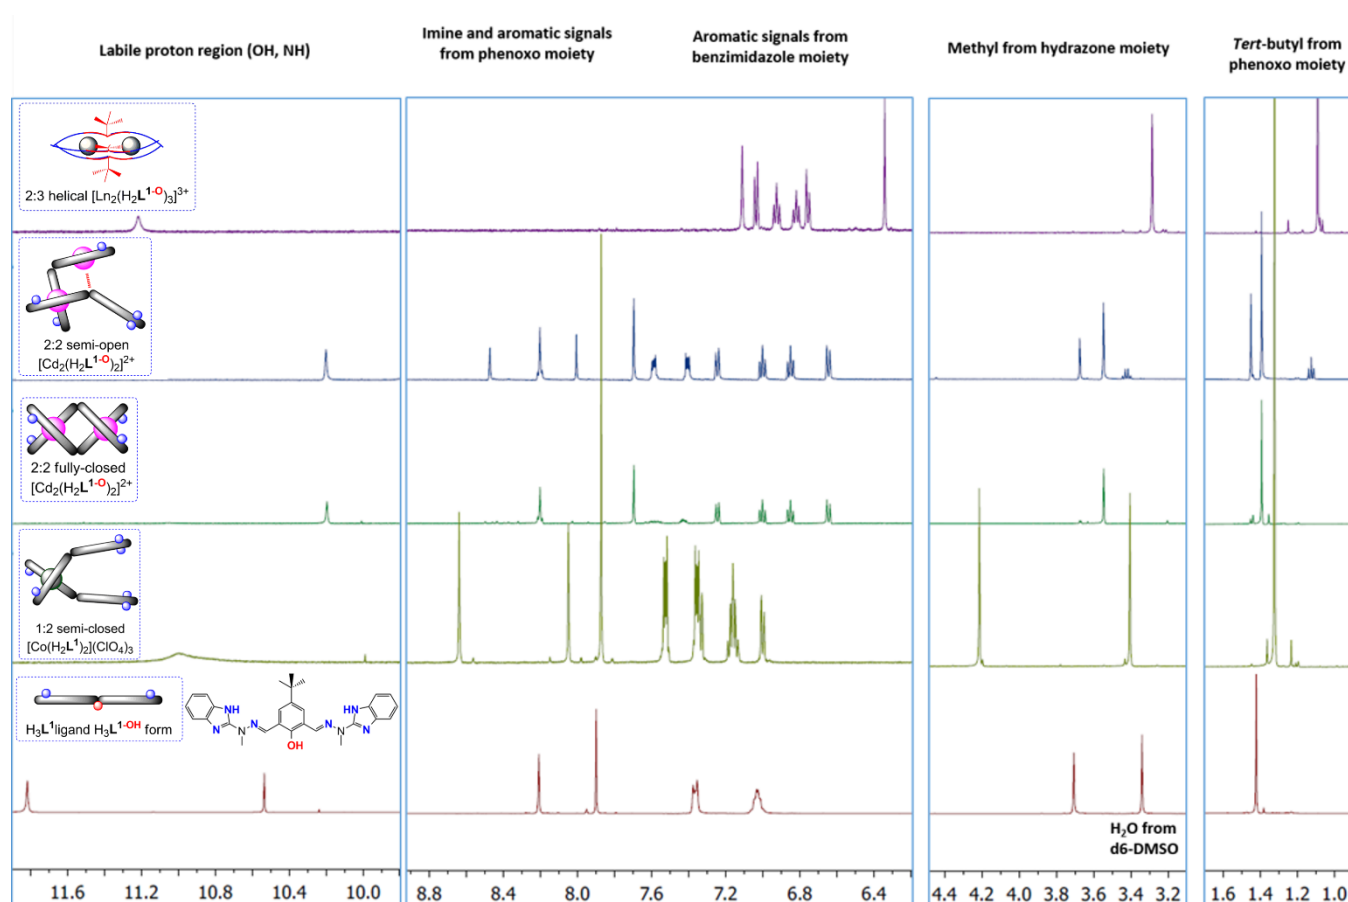 Labile proton region (OH, NH)
Imine and aromatic signals
from phenoxo moiety
Aromatic signals from
benzimidazole moiety
Methyl from hydrazone moiety
Tert-butyl from
phenoxo moiety
2:3 helical [Ln₂(H₂L¹⁻ᴼ)₃]³⁺
2:2 semi-open
[Cd₂(H₂L¹⁻ᴼ)₂]²⁺
2:2 fully-closed
[Cd₂(H₂L¹⁻ᴼ)₂]²⁺
1:2 semi-closed
[Co(H₂L¹)₂](ClO₄)₃
H₃L¹ligand H₃L¹⁻ᴼᴴ form
NH
N
N
N
OH
N
N
HN
N
H₂O from
d6-DMSO
11.6 11.2 10.8 10.4 10.0 8.8 8.4 8.0 7.6 7.2 6.8 6.4 4.4 4.2 4.0 3.8 3.6 3.4 3.2 1.6 1.4 1.2 1.0